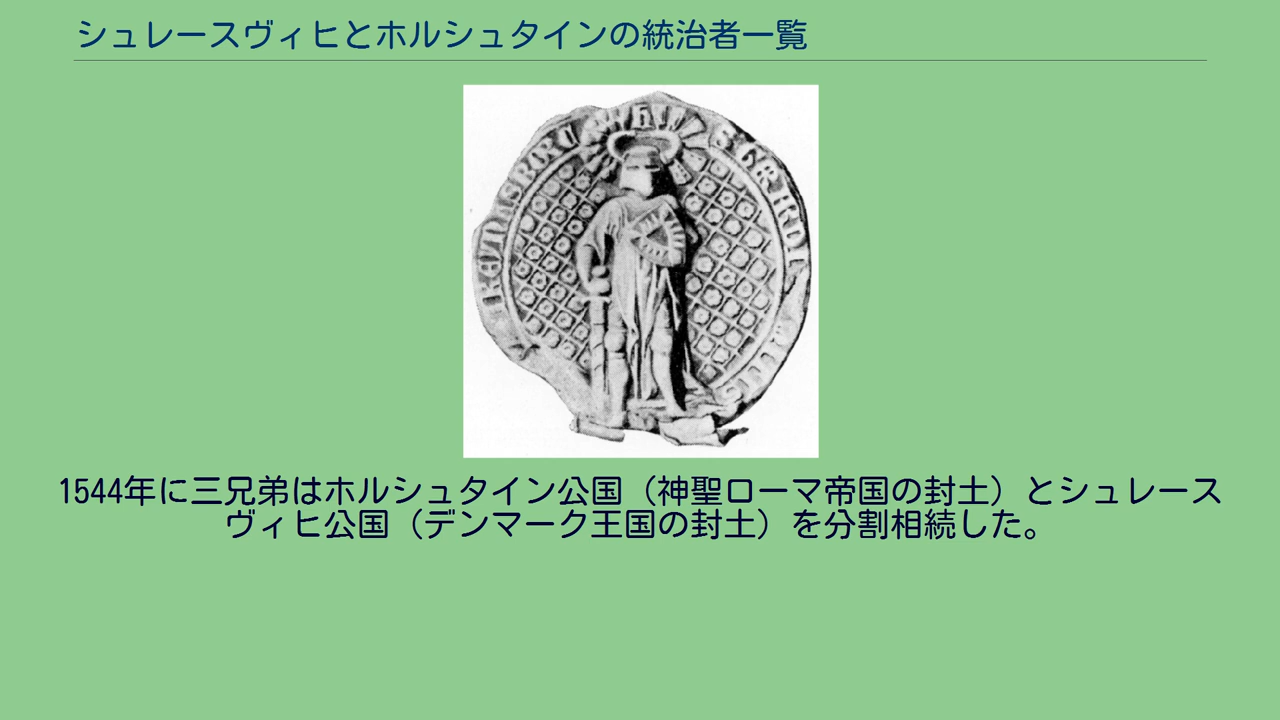 シュレースヴィヒとホルシュタインの統治者一覧
1544年に三兄弟はホルシュタイン公国（神聖ローマ帝国の封土）とシュレース
ヴィヒ公国（デンマーク王国の封土）を分割相続した。